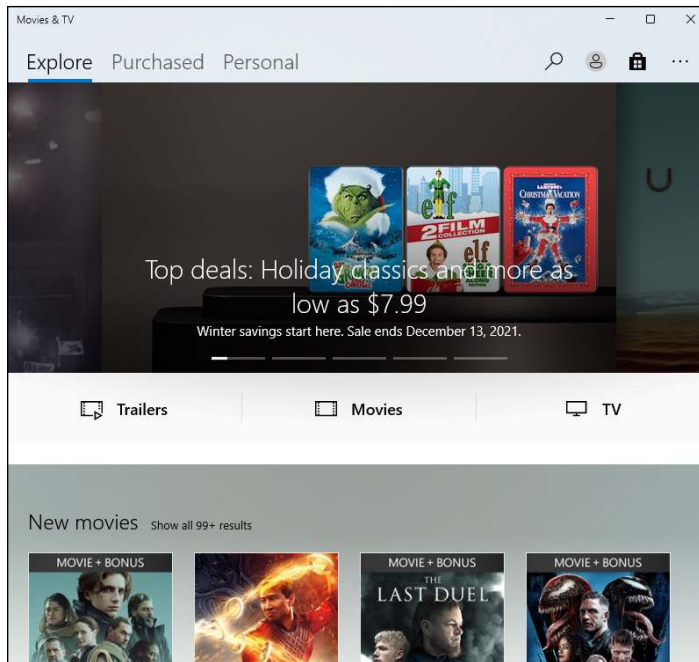 Movies & TV
Explore Purchased Personal
elf
2 FILM
COLLECTION
elf
CHRISTMAS VACATION
Top deals: Holiday classics and more as
low as $7.99
Winter savings start here. Sale ends December 13, 2021.
Trailers Movies TV
New movies Show all 99+ results
MOVIE + BONUS MOVIE + BONUS MOVIE + BONUS
THE
LAST DUEL